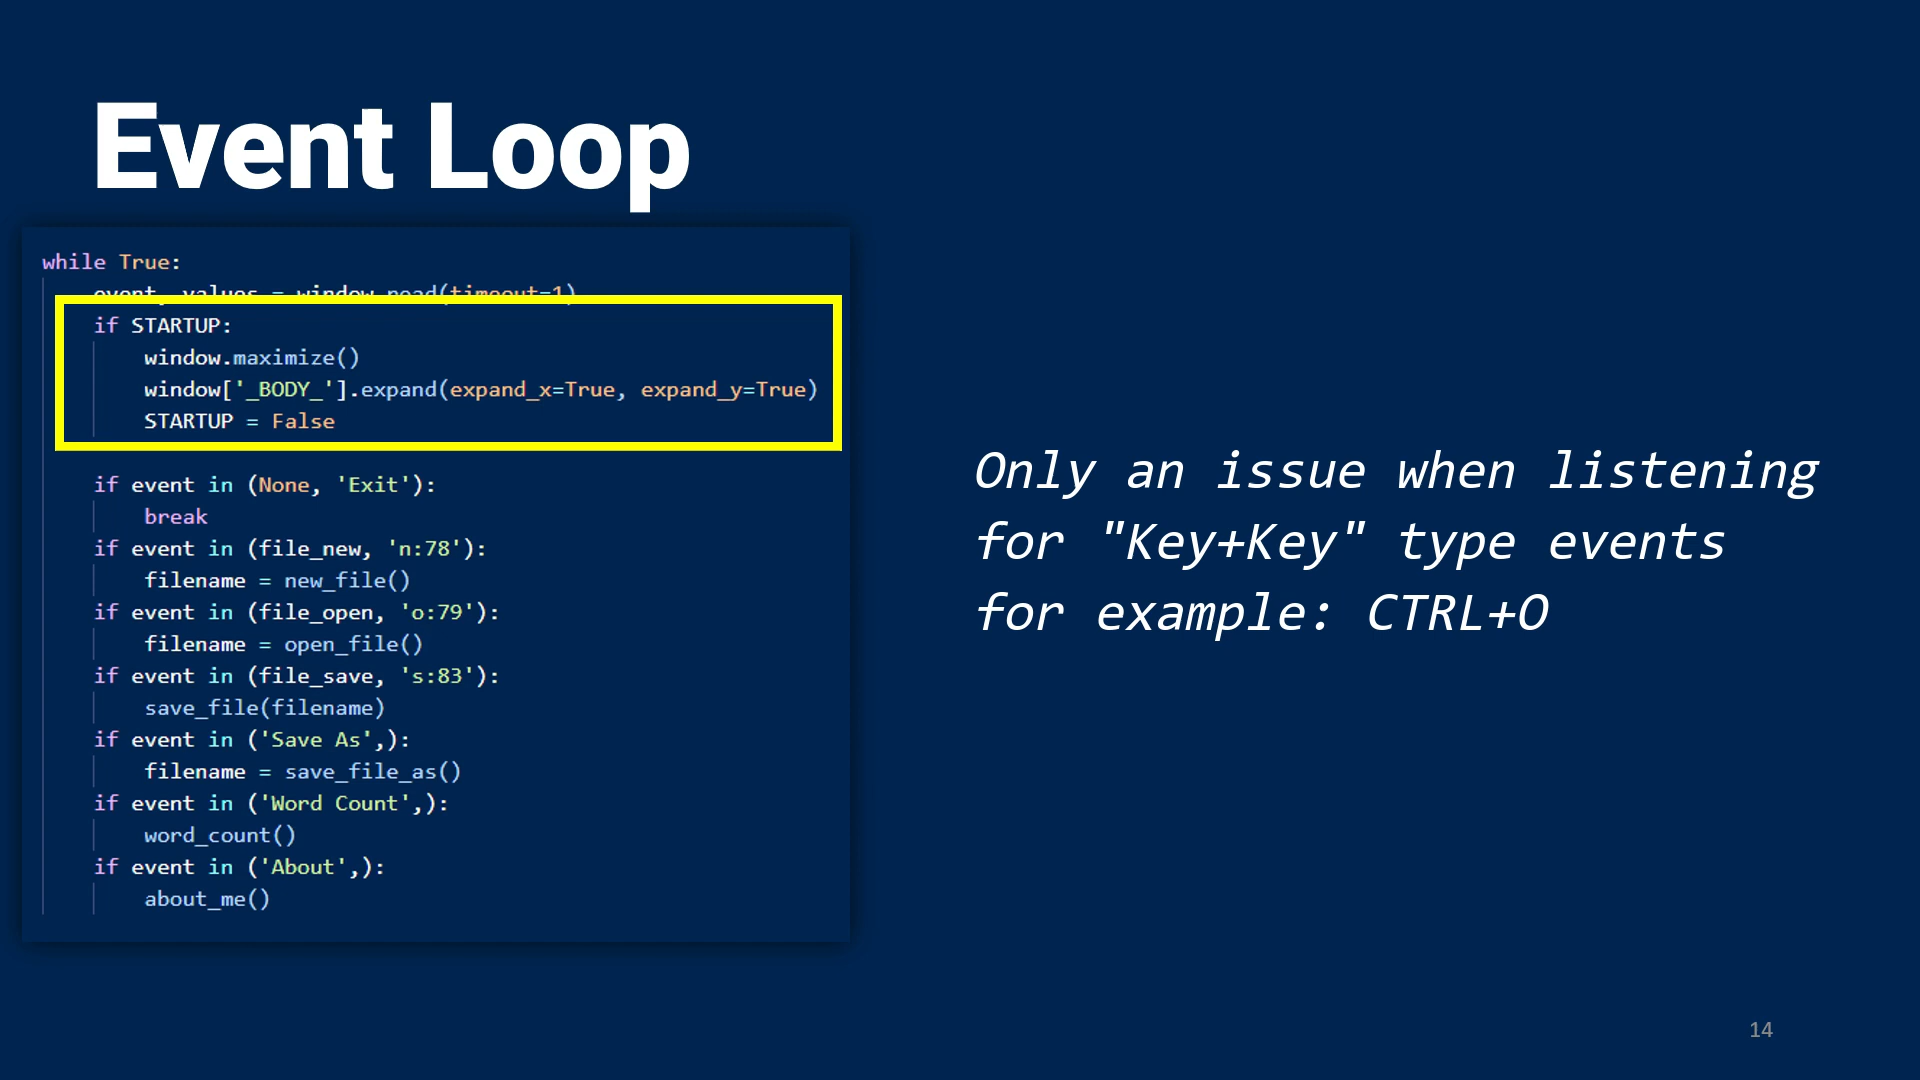 Event Loop
while True:
    event, values = window.read(timeout=1)
    if STARTUP:
        window.maximize()
        window['_BODY_'].expand(expand_x=True, expand_y=True)
        STARTUP = False
    if event in (None, 'Exit'):
        break
    if event in (file_new, 'n:78'):
        filename = new_file()
    if event in (file_open, 'o:79'):
        filename = open_file()
    if event in (file_save, 's:83'):
        save_file(filename)
    if event in ('Save As',):
        filename = save_file_as()
    if event in ('Word Count',):
        word_count()
    if event in ('About',):
        about_me()
Only an issue when listening
for "Key+Key" type events
for example: CTRL+O
14